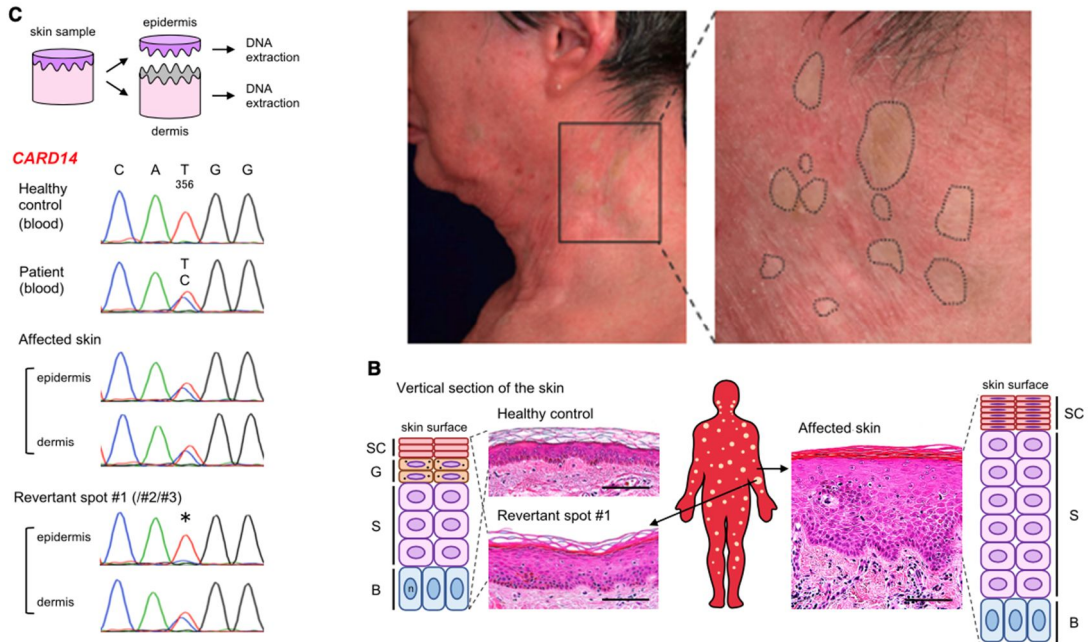 C
skin sample
epidermis
DNA
extraction
DNA
extraction
dermis
CARD14
C A T G G
356
Healthy
control
(blood)
Patient
(blood)
T
C
Affected skin
epidermis
dermis
Revertant spot #1 (/#2/#3)
epidermis
*
dermis
B
Vertical section of the skin
skin surface
SC
G
S
B
n
Healthy control
Revertant spot #1
Affected skin
skin surface
SC
S
B